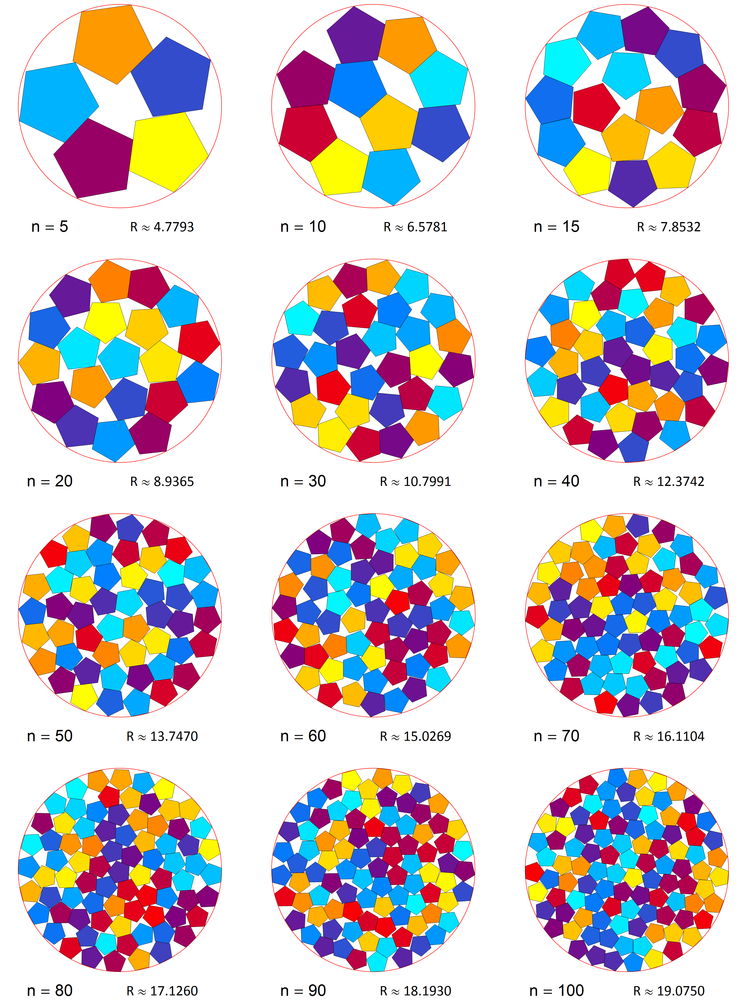 n = 5 R ≈ 4.7793 n = 10 R ≈ 6.5781 n = 15 R ≈ 7.8532
n = 20 R ≈ 8.9365 n = 30 R ≈ 10.7991 n = 40 R ≈ 12.3742
n = 50 R ≈ 13.7470 n = 60 R ≈ 15.0269 n = 70 R ≈ 16.1104
n = 80 R ≈ 17.1260 n = 90 R ≈ 18.1930 n = 100 R ≈ 19.0750